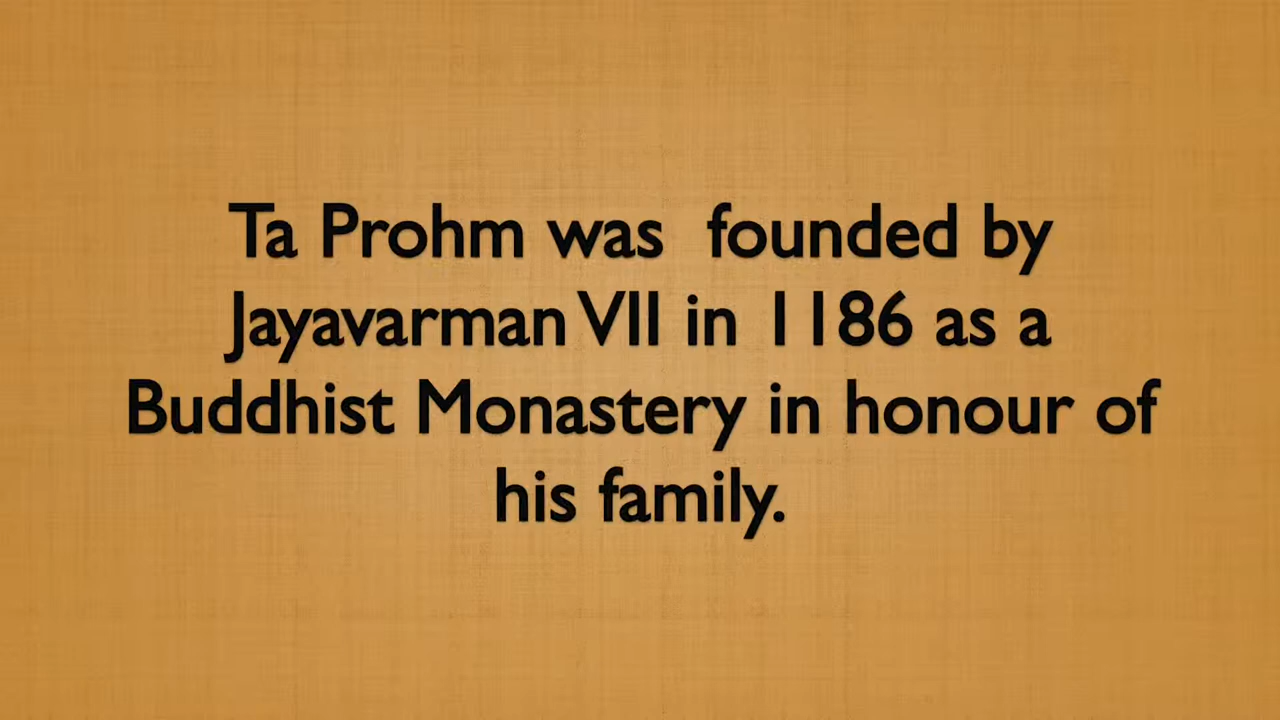 Ta Prohm was  founded by
Jayavarman VII in 1186 as a
Buddhist Monastery in honour of
his family.